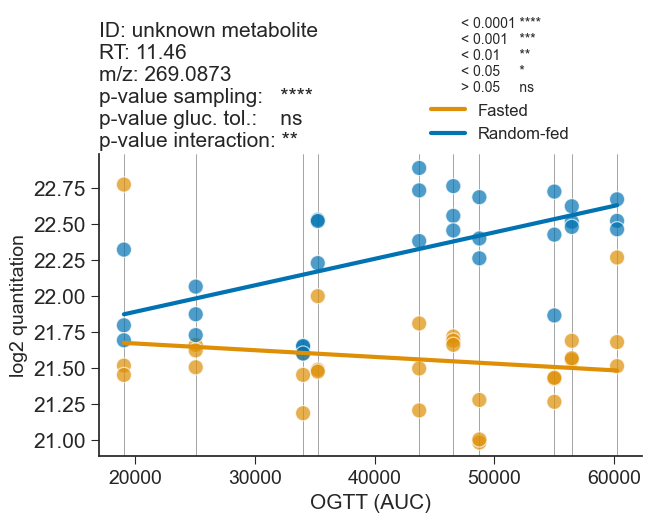 ID: unknown metabolite
RT: 11.46
m/z: 269.0873
p-value sampling: ****
p-value gluc. tol.: ns
p-value interaction: **
< 0.0001 ****
< 0.001 ***
< 0.01 **
< 0.05 *
> 0.05 ns
Fasted
Random-fed
log2 quantitation
22.75
22.50
22.25
22.00
21.75
21.50
21.25
21.00
20000 30000 40000 50000 60000
OGTT (AUC)